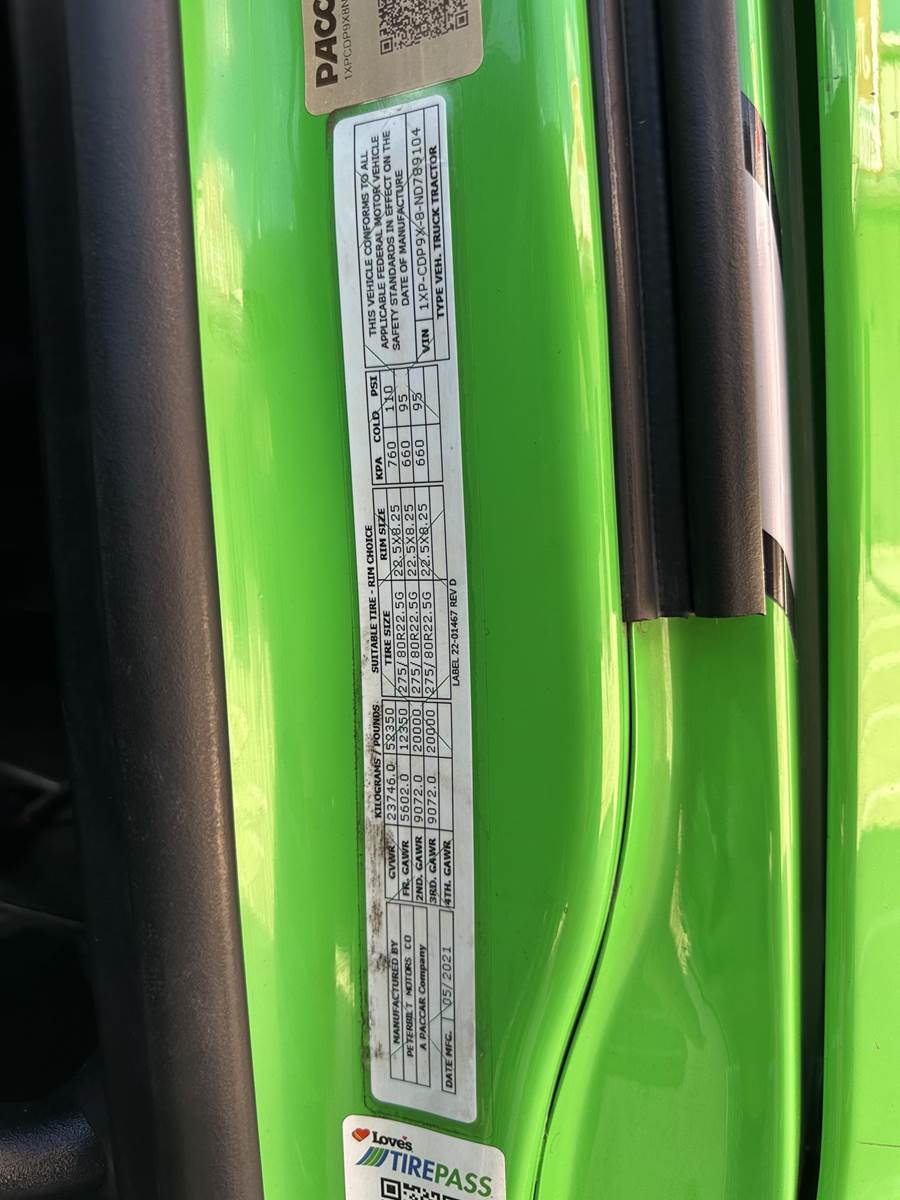 PACC
1XPCDP9X8N
MANUFACTURED BY
PETERBILT MOTORS CO
A PACCAR Company
DATE MFG. 05/2021
KILOGRAMS / POUNDS
GVWR 23746.0 52350
FR. GAWR 5602.0 12350
2ND. GAWR 9072.0 20000
3RD. GAWR 9072.0 20000
4TH. GAWR
SUITABLE TIRE - RIM CHOICE
TIRE SIZE RIM SIZE
275/80R22.5G 22.5X8.25
275/80R22.5G 22.5X8.25
275/80R22.5G 22.5X8.25
KPA COLD PSI
760 110
660 95
660 95
THIS VEHICLE CONFORMS TO ALL
APPLICABLE FEDERAL MOTOR VEHICLE
SAFETY STANDARDS IN EFFECT ON THE
DATE OF MANUFACTURE
VIN 1XP-CDP9X-8-ND789104
TYPE VEH. TRUCK TRACTOR
LABEL 22-01467 REV D
Love's
TIREPASS